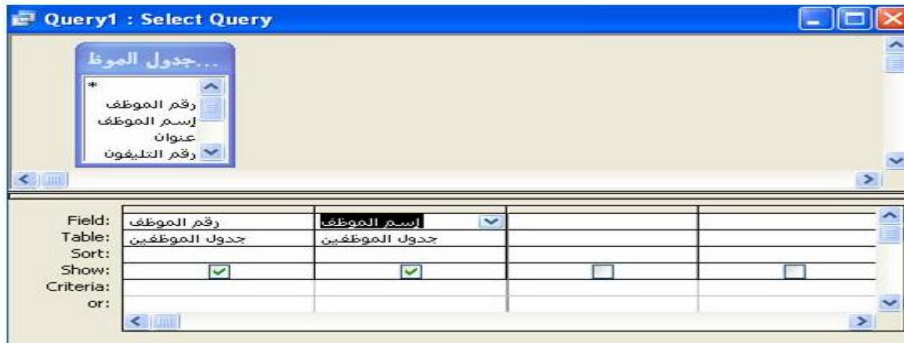 Query1 : Select Query
جدول الموظ...
*
رقم الموظف
إسم الموظف
عنوان
رقم التليفون
Field: رقم الموظف إسم الموظف
Table: جدول الموظفين جدول الموظفين
Sort:
Show:
Criteria:
or: